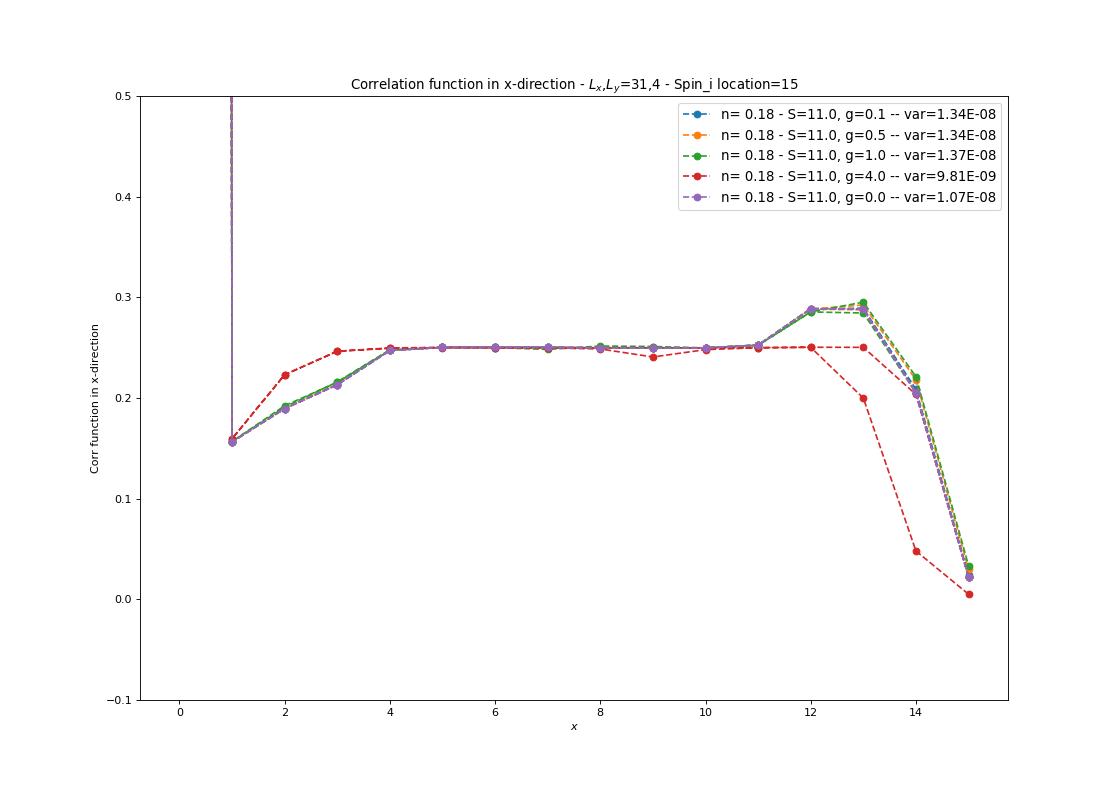 Correlation function in x-direction - Lₓ,Lᵧ=31,4 - Spin_i location=15
n= 0.18 - S=11.0, g=0.1 -- var=1.34E-08
n= 0.18 - S=11.0, g=0.5 -- var=1.34E-08
n= 0.18 - S=11.0, g=1.0 -- var=1.37E-08
n= 0.18 - S=11.0, g=4.0 -- var=9.81E-09
n= 0.18 - S=11.0, g=0.0 -- var=1.07E-08
Corr function in x-direction
0.5
0.4
0.3
0.2
0.1
0.0
−0.1
0 2 4 6 8 10 12 14
x